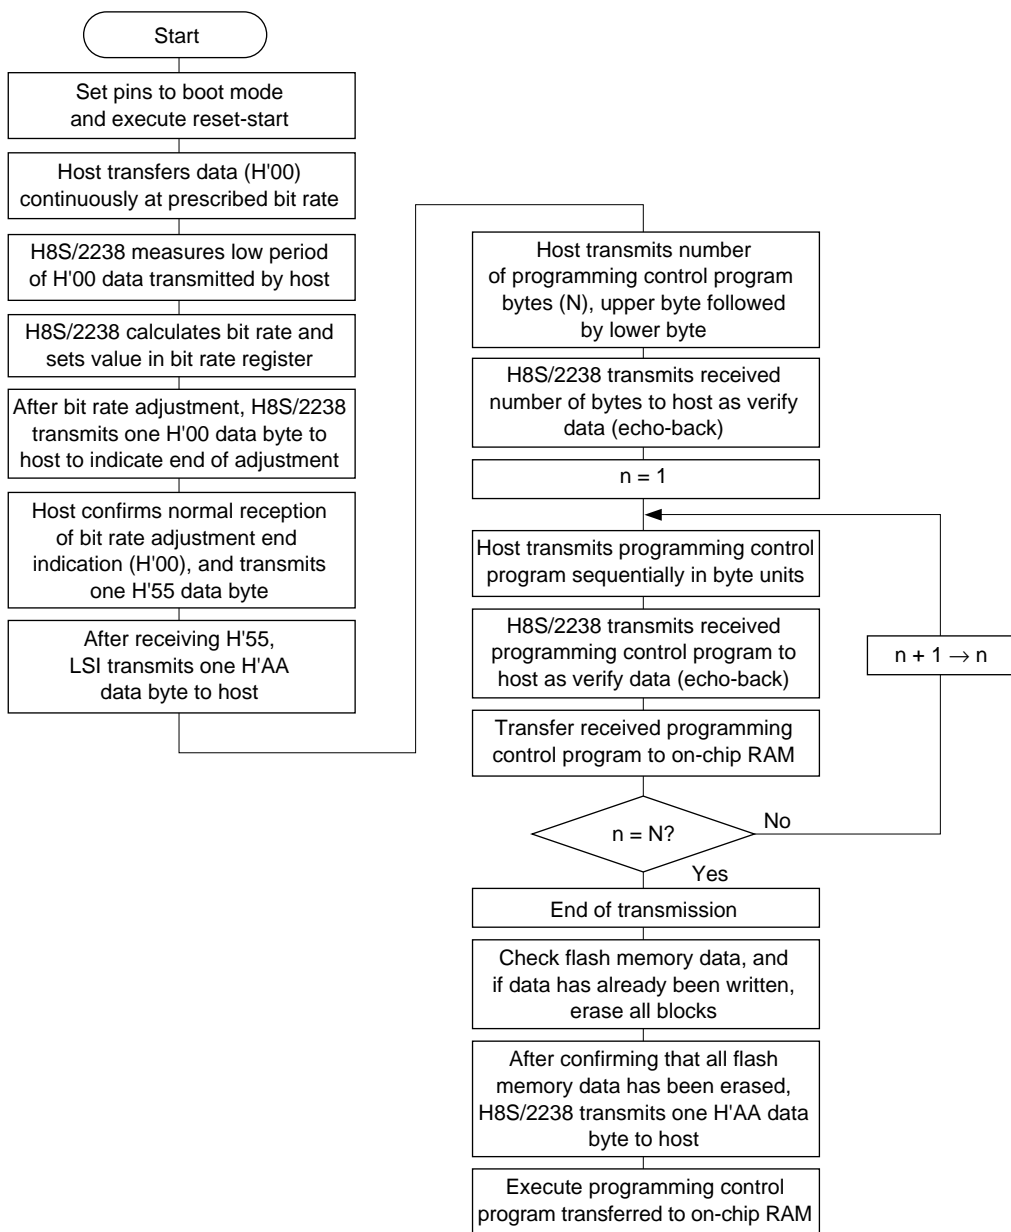 Start
Set pins to boot mode
and execute reset-start
Host transfers data (H'00)
continuously at prescribed bit rate
H8S/2238 measures low period
of H'00 data transmitted by host
H8S/2238 calculates bit rate and
sets value in bit rate register
After bit rate adjustment, H8S/2238
transmits one H'00 data byte to
host to indicate end of adjustment
Host confirms normal reception
of bit rate adjustment end
indication (H'00), and transmits
one H'55 data byte
After receiving H'55,
LSI transmits one H'AA
data byte to host
Host transmits number
of programming control program
bytes (N), upper byte followed
by lower byte
H8S/2238 transmits received
number of bytes to host as verify
data (echo-back)
n = 1
Host transmits programming control
program sequentially in byte units
H8S/2238 transmits received
programming control program to
host as verify data (echo-back)
n + 1 → n
Transfer received programming
control program to on-chip RAM
n = N?
No
Yes
End of transmission
Check flash memory data, and
if data has already been written,
erase all blocks
After confirming that all flash
memory data has been erased,
H8S/2238 transmits one H'AA data
byte to host
Execute programming control
program transferred to on-chip RAM